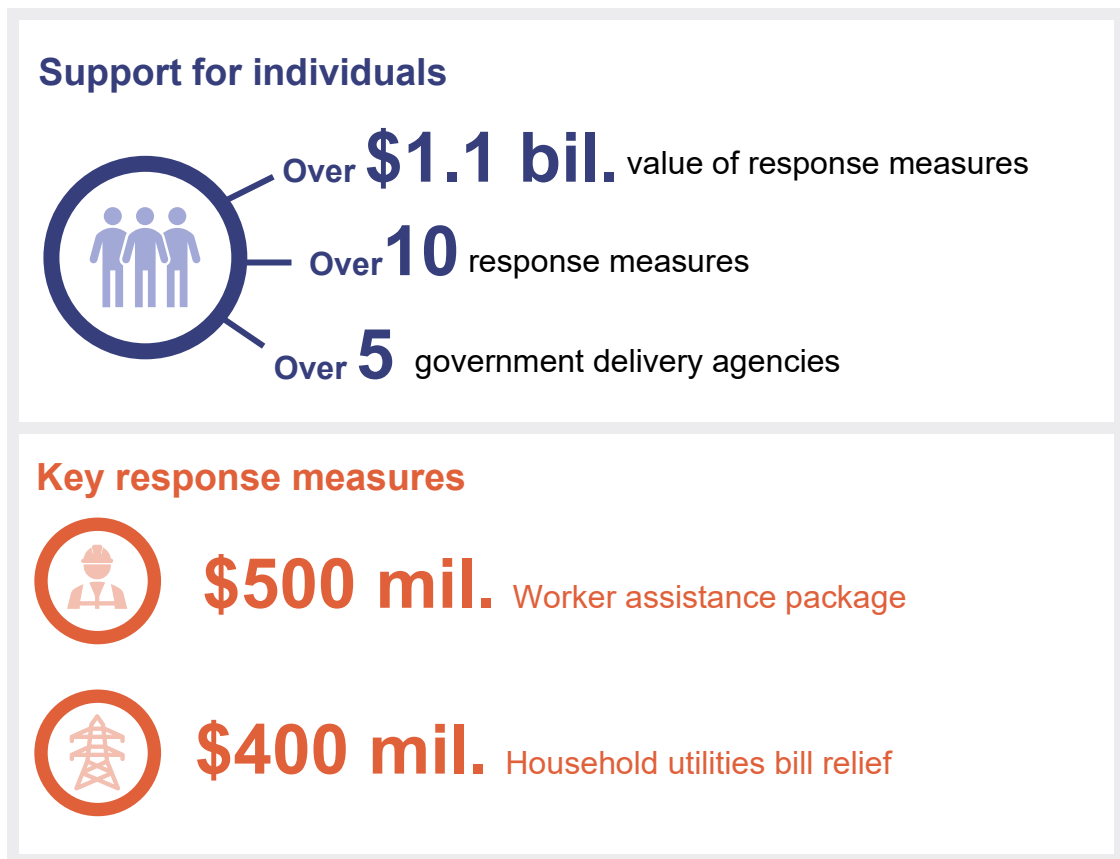 Support for individuals
Over $1.1 bil. value of response measures
Over 10 response measures
Over 5 government delivery agencies
Key response measures
$500 mil. Worker assistance package
$400 mil. Household utilities bill relief